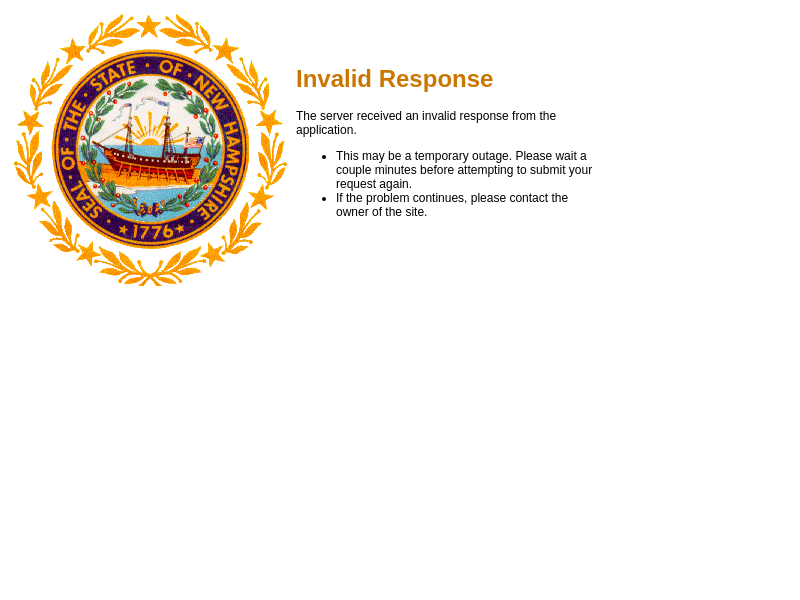 SEAL · OF · THE · STATE · OF · NEW HAMPSHIRE ·
★ 1776 ★
Invalid Response
The server received an invalid response from the
application.
• This may be a temporary outage. Please wait a
couple minutes before attempting to submit your
request again.
• If the problem continues, please contact the
owner of the site.